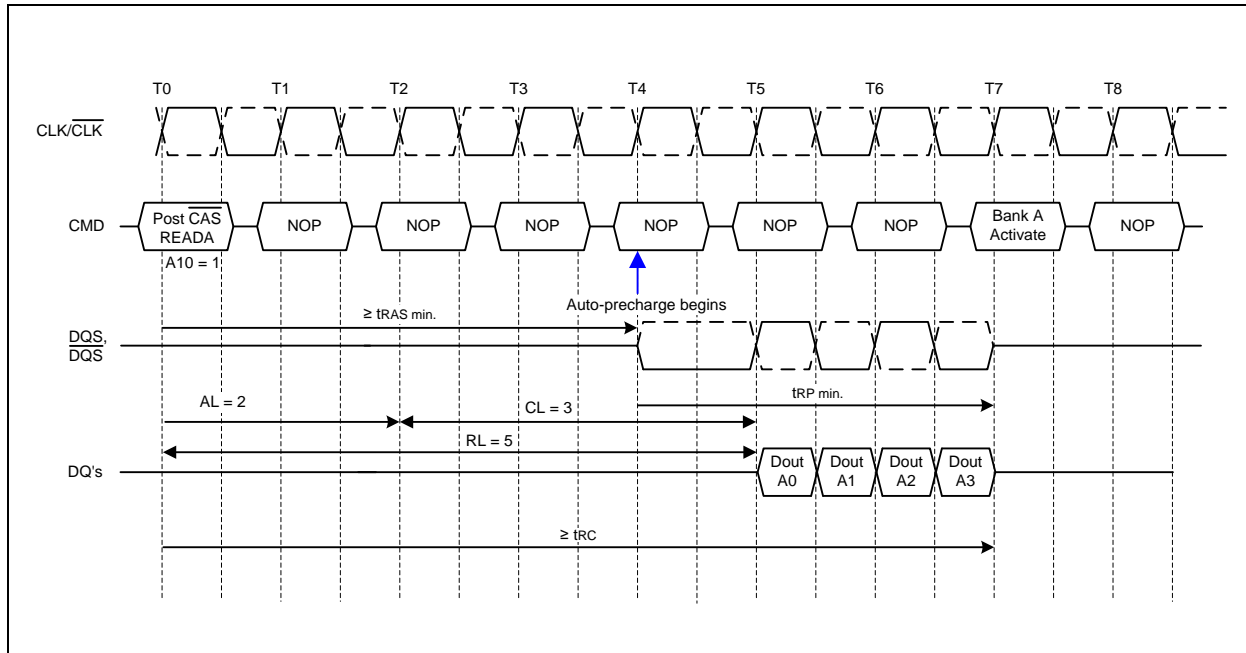 T0 T1 T2 T3 T4 T5 T6 T7 T8
CLK/CLK
CMD
Post CAS
READA
NOP
NOP
NOP
NOP
NOP
NOP
Bank A
Activate
NOP
A10 = 1
Auto-precharge begins
≥ tRAS min.
DQS,
DQS
tRP min.
AL = 2
CL = 3
RL = 5
DQ's
Dout
A0
Dout
A1
Dout
A2
Dout
A3
≥ tRC